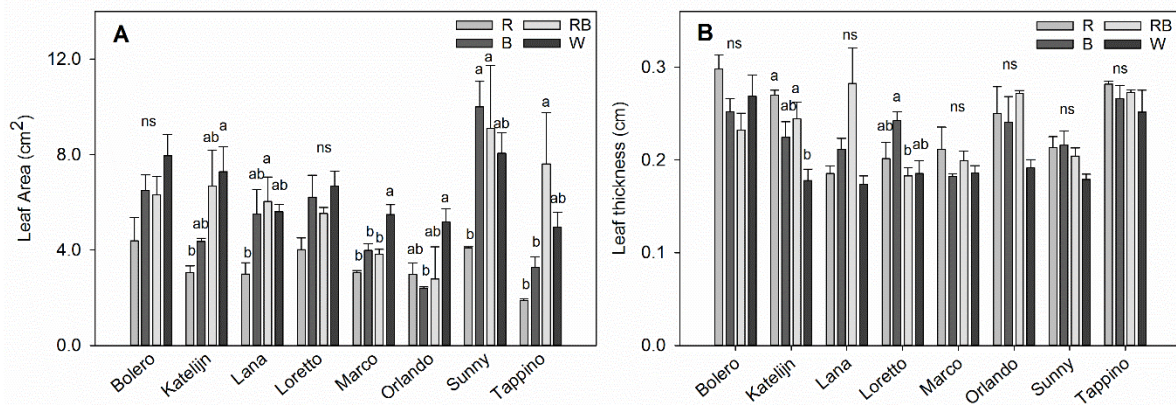 A
R
RB
B
W
Leaf Area (cm²)
12.0
8.0
4.0
0.0
ns
b ab ab a
b ab a ab
ns
b b b a
ab b ab a
b a a ab
b b a ab
Bolero
Katelijn
Lana
Loretto
Marco
Orlando
Sunny
Tappino
B
R
RB
B
W
Leaf thickness (cm)
0.3
0.2
0.1
0.0
ns
a ab a b
ns
ab a b ab
ns
ns
ns
ns
Bolero
Katelijn
Lana
Loretto
Marco
Orlando
Sunny
Tappino